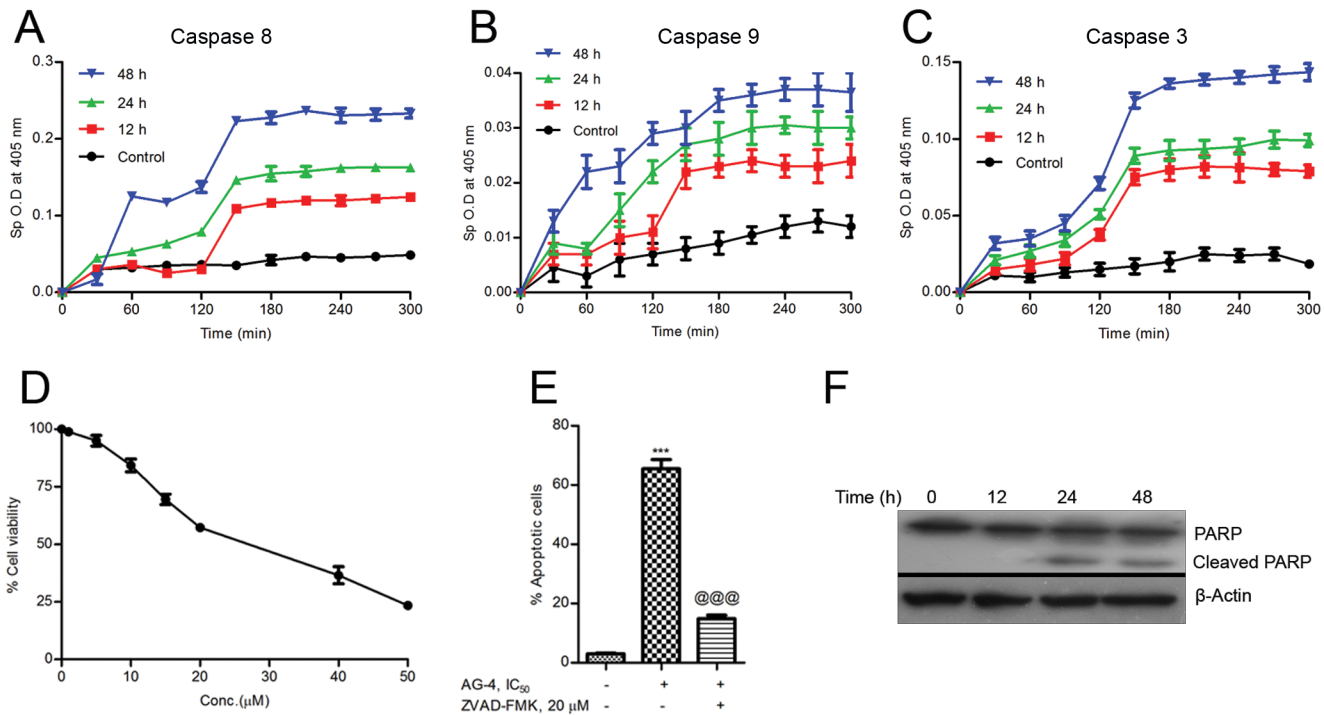 A
Caspase 8
Sp O.D at 405 nm
0.3
0.2
0.1
0.0
48 h
24 h
12 h
Control
0 60 120 180 240 300
Time (min)
B
Caspase 9
Sp O.D at 405 nm
0.04
0.03
0.02
0.01
0.00
48 h
24 h
12 h
Control
0 60 120 180 240 300
Time (min)
C
Caspase 3
Sp O.D at 405 nm
0.15
0.10
0.05
0.00
48 h
24 h
12 h
Control
0 60 120 180 240 300
Time (min)
D
% Cell viability
100
75
50
25
0
0 10 20 30 40 50
Conc.(μM)
E
% Apoptotic cells
80
60
40
20
0
***
@@@
AG-4, IC50 - + +
ZVAD-FMK, 20 μM - - +
F
Time (h) 0 12 24 48
PARP
Cleaved PARP
β-Actin